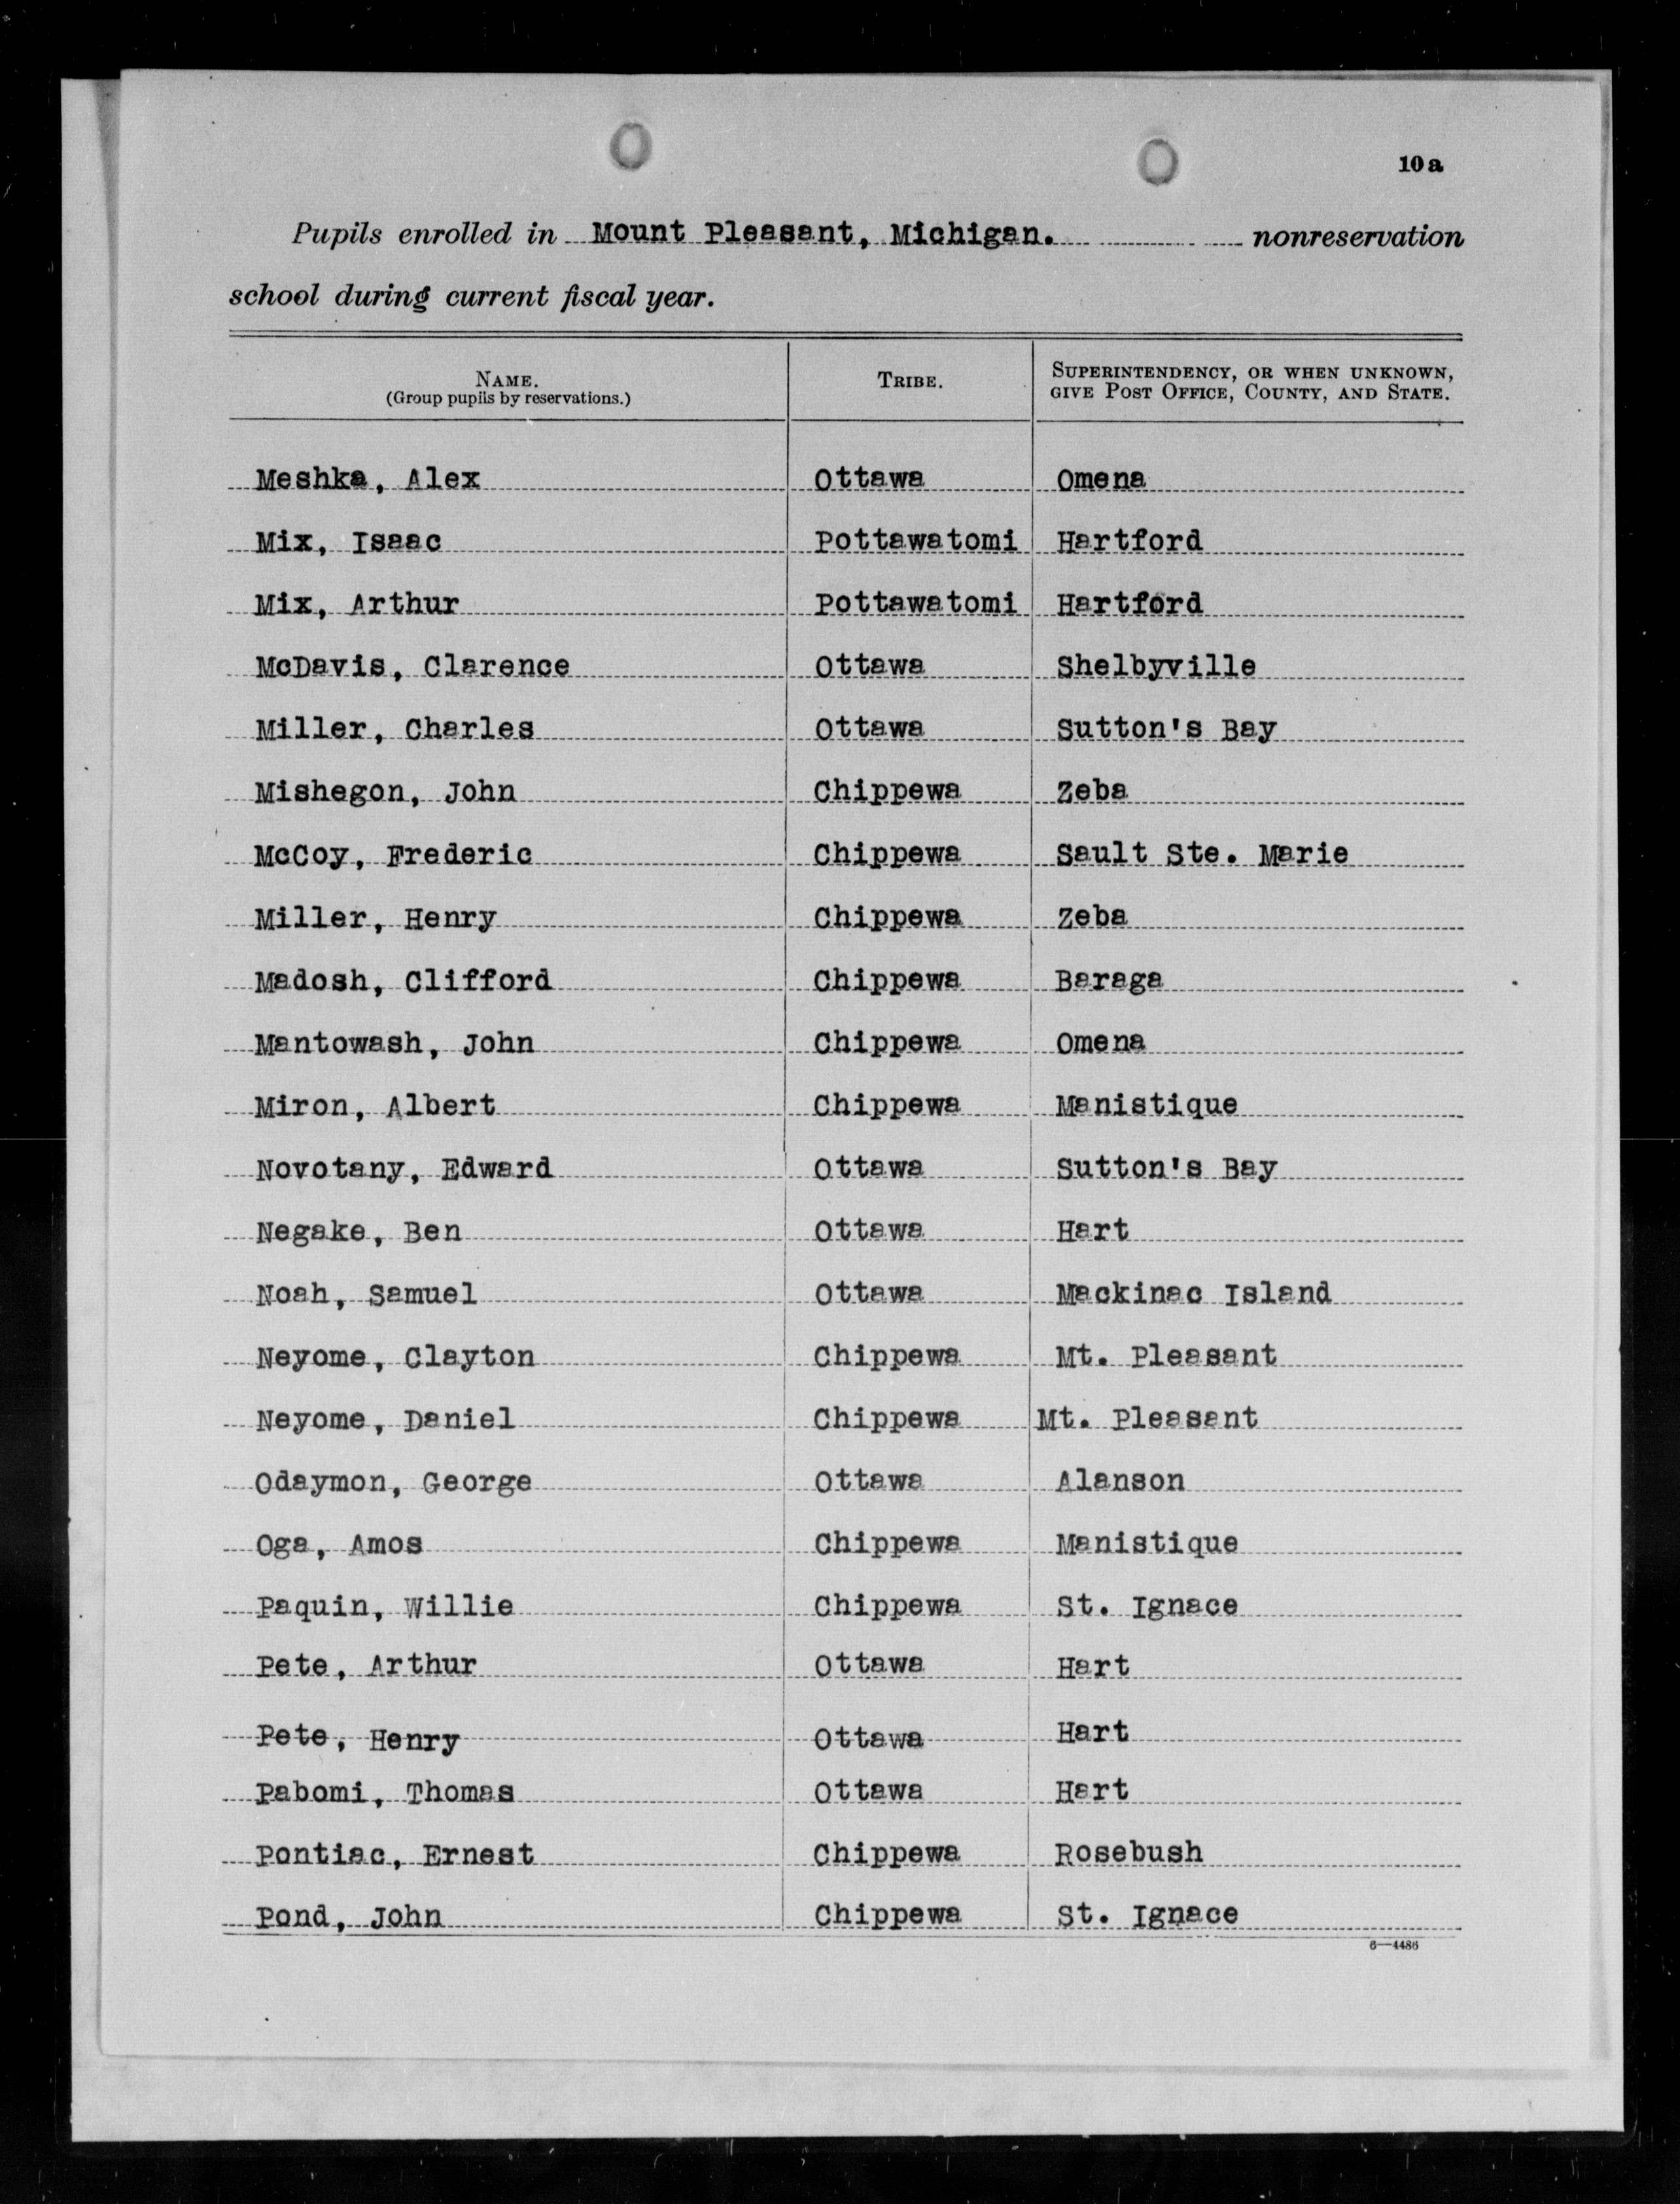 10a
Pupils enrolled in Mount Pleasant, Michigan. nonreservation
school during current fiscal year.
NAME. TRIBE. SUPERINTENDENCY, OR WHEN UNKNOWN,
(Group pupils by reservations.) GIVE POST OFFICE, COUNTY, AND STATE.
Meshka, Alex Ottawa Omena
Mix, Isaac Pottawatomi Hartford
Mix, Arthur Pottawatomi Hartford
McDavis, Clarence Ottawa Shelbyville
Miller, Charles Ottawa Sutton's Bay
Mishegon, John Chippewa Zeba
McCoy, Frederic Chippewa Sault Ste. Marie
Miller, Henry Chippewa Zeba
Madosh, Clifford Chippewa Baraga
Mantowash, John Chippewa Omena
Miron, Albert Chippewa Manistique
Novotany, Edward Ottawa Sutton's Bay
Negake, Ben Ottawa Hart
Noah, Samuel Ottawa Mackinac Island
Neyome, Clayton Chippewa Mt. Pleasant
Neyome, Daniel Chippewa Mt. Pleasant
Odaymon, George Ottawa Alanson
Oga, Amos Chippewa Manistique
Paquin, Willie Chippewa St. Ignace
Pete, Arthur Ottawa Hart
Pete, Henry Ottawa Hart
Pabomi, Thomas Ottawa Hart
Pontiac, Ernest Chippewa Rosebush
Pond, John Chippewa St. Ignace
6—4486